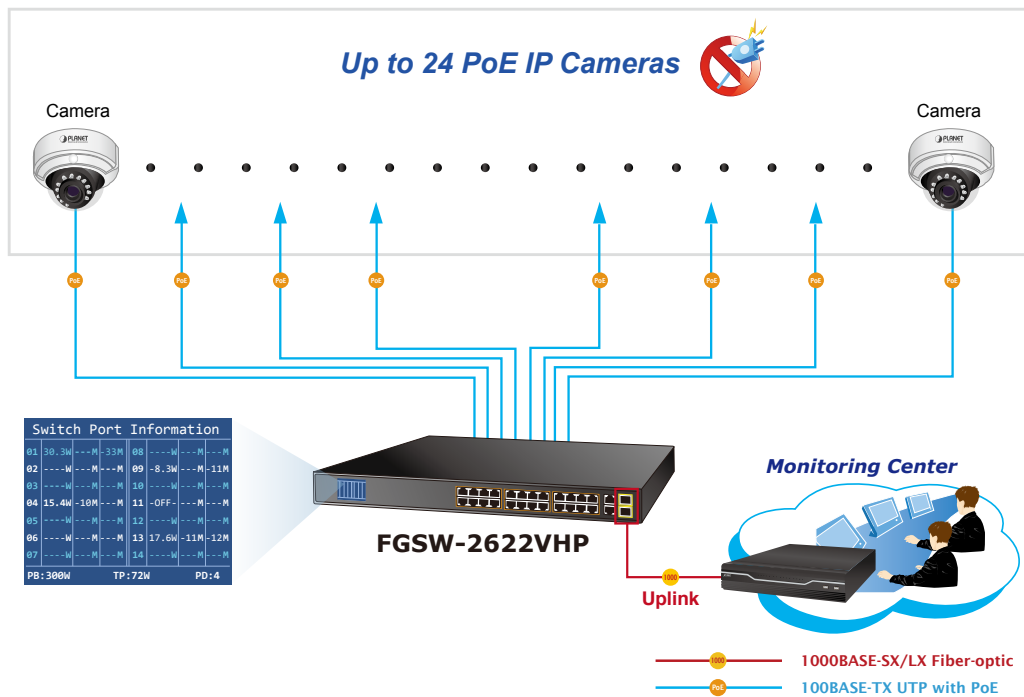 Up to 24 PoE IP Cameras
Camera
Camera
PLANET
PLANET
PoE
PoE
PoE
PoE
PoE
PoE
PoE
PoE
Switch Port Information
01 30.3W ---M -33M 08 ----W ---M ---M
02 ----W ---M ---M 09 -8.3W ---M -11M
03 ----W ---M ---M 10 ----W ---M ---M
04 15.4W -10M ---M 11 -OFF- ---M ---M
05 ----W ---M ---M 12 ----W ---M ---M
06 ----W ---M ---M 13 17.6W -11M -12M
07 ----W ---M ---M 14 ----W ---M ---M
PB:300W TP:72W PD:4
FGSW-2622VHP
Monitoring Center
1000
Uplink
1000 1000BASE-SX/LX Fiber-optic
PoE 100BASE-TX UTP with PoE